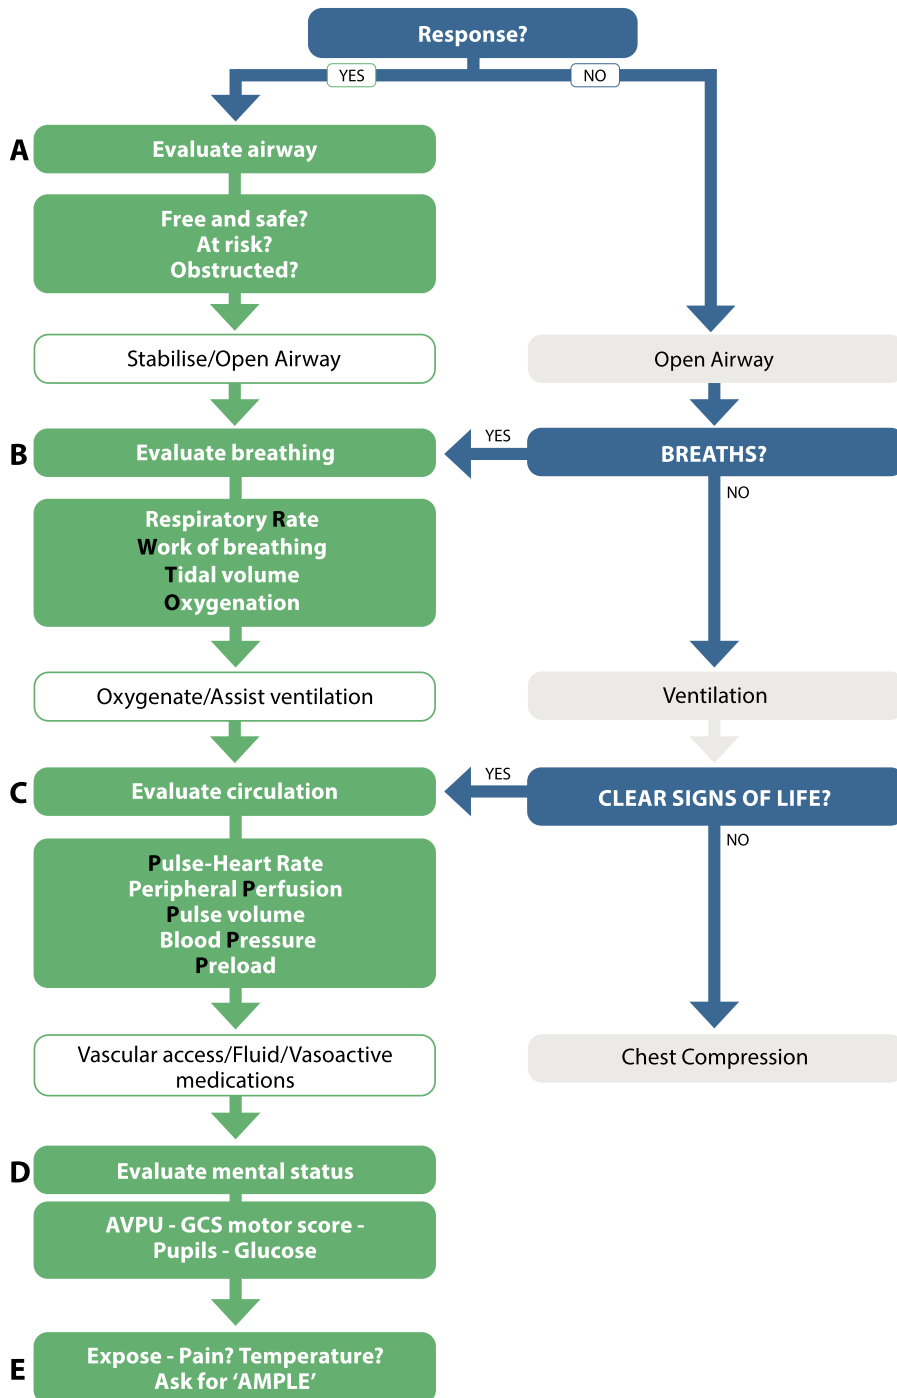 Response?
YES
NO
A
Evaluate airway
Free and safe?
At risk?
Obstructed?
Stabilise/Open Airway
Open Airway
B
Evaluate breathing
YES
BREATHS?
NO
Respiratory Rate
Work of breathing
Tidal volume
Oxygenation
Oxygenate/Assist ventilation
Ventilation
C
Evaluate circulation
YES
CLEAR SIGNS OF LIFE?
NO
Pulse-Heart Rate
Peripheral Perfusion
Pulse volume
Blood Pressure
Preload
Vascular access/Fluid/Vasoactive
medications
Chest Compression
D
Evaluate mental status
AVPU - GCS motor score -
Pupils - Glucose
E
Expose - Pain? Temperature?
Ask for ‘AMPLE’